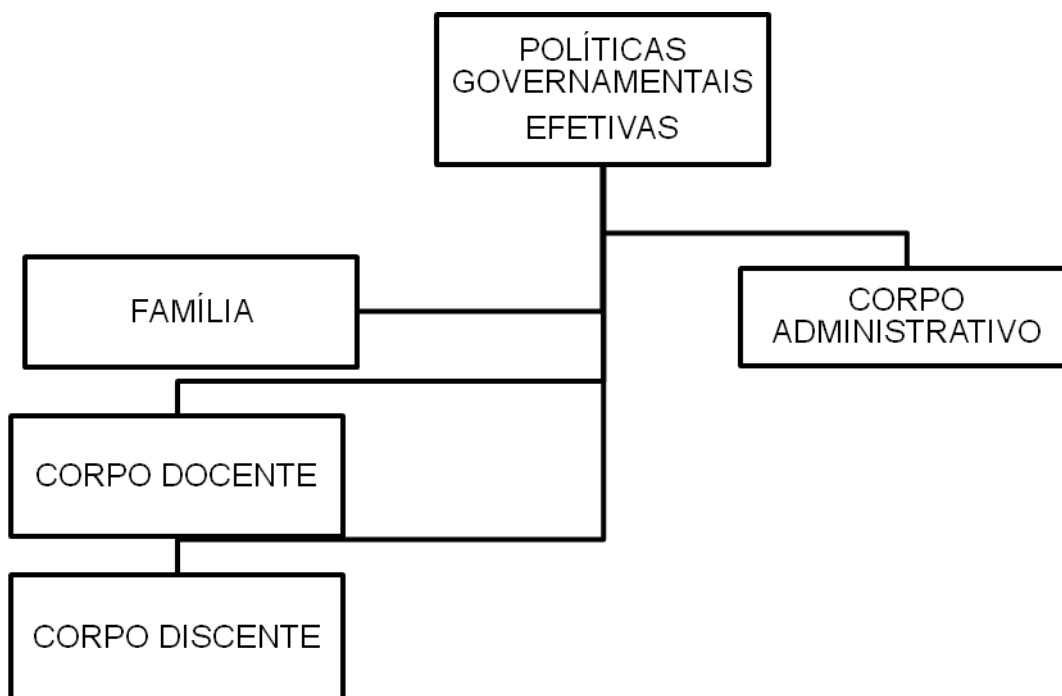 POLÍTICAS
GOVERNAMENTAIS
EFETIVAS
FAMÍLIA
CORPO
ADMINISTRATIVO
CORPO DOCENTE
CORPO DISCENTE